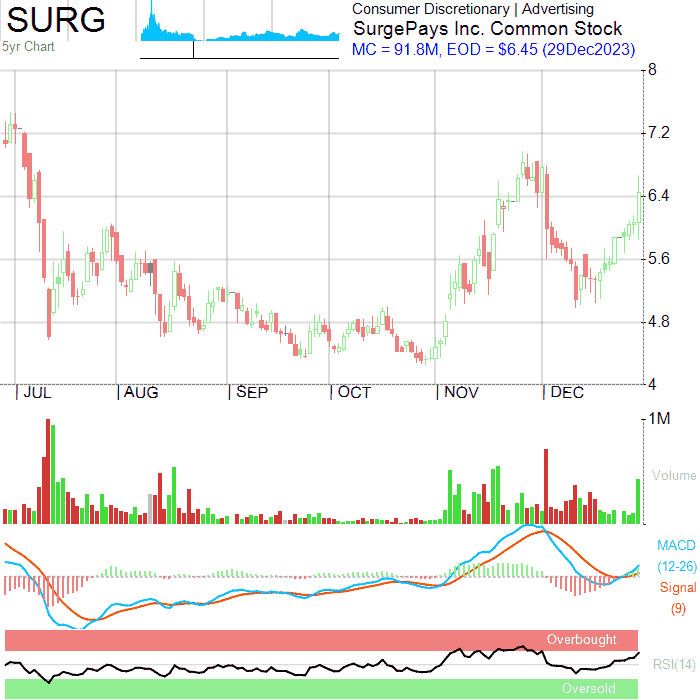 SURG
5yr Chart
Consumer Discretionary | Advertising
SurgePays Inc. Common Stock
MC = 91.8M, EOD = $6.45 (29Dec2023)
8
7.2
6.4
5.6
4.8
4
JUL AUG SEP OCT NOV DEC
1M
Volume
MACD
(12-26)
Signal
(9)
Overbought
RSI(14)
Oversold